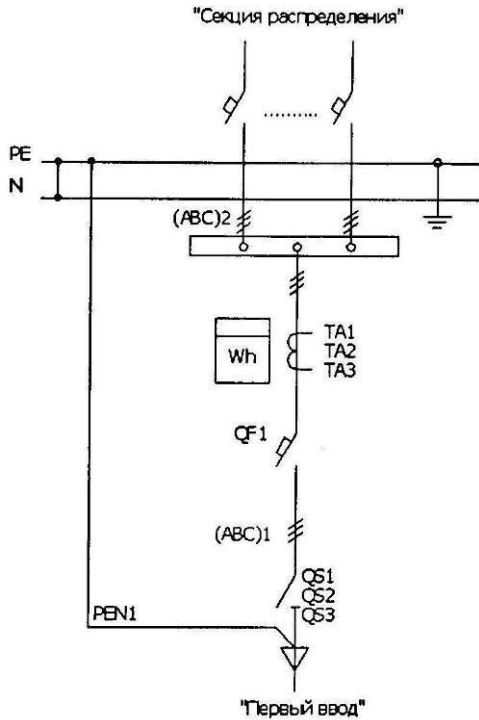 "Секция распределения"
PE
N
(ABC)2
Wh
TA1
TA2
TA3
QF1
(ABC)1
QS1
QS2
QS3
PEN1
"Первый ввод"